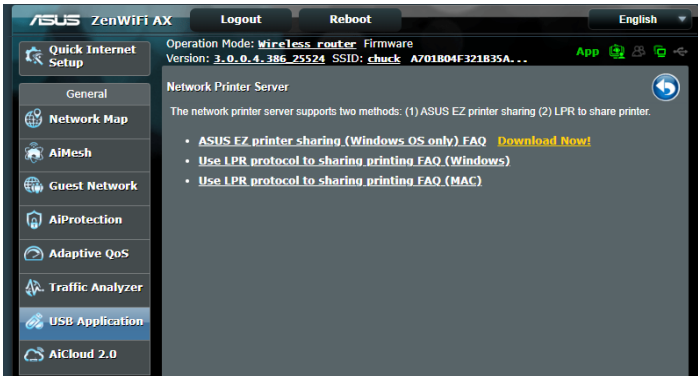 ASUS ZenWiFi AX Logout Reboot English
Quick Internet Setup
Operation Mode: Wireless router Firmware
Version: 3.0.0.4.386_25524 SSID: chuck A701B04F321B35A... App
General
Network Printer Server
The network printer server supports two methods: (1) ASUS EZ printer sharing (2) LPR to share printer.
Network Map
ASUS EZ printer sharing (Windows OS only) FAQ Download Now!
AiMesh
Use LPR protocol to sharing printing FAQ (Windows)
Guest Network
Use LPR protocol to sharing printing FAQ (MAC)
AiProtection
Adaptive QoS
Traffic Analyzer
USB Application
AiCloud 2.0